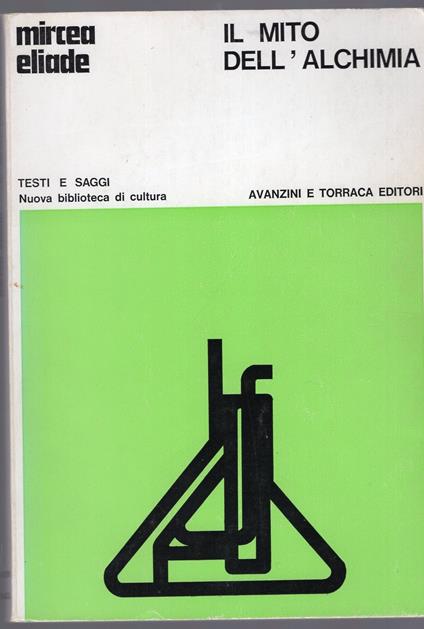 mircea
eliade
IL MITO
DELL'ALCHIMIA
TESTI E SAGGI
Nuova biblioteca di cultura
AVANZINI E TORRACA EDITORI